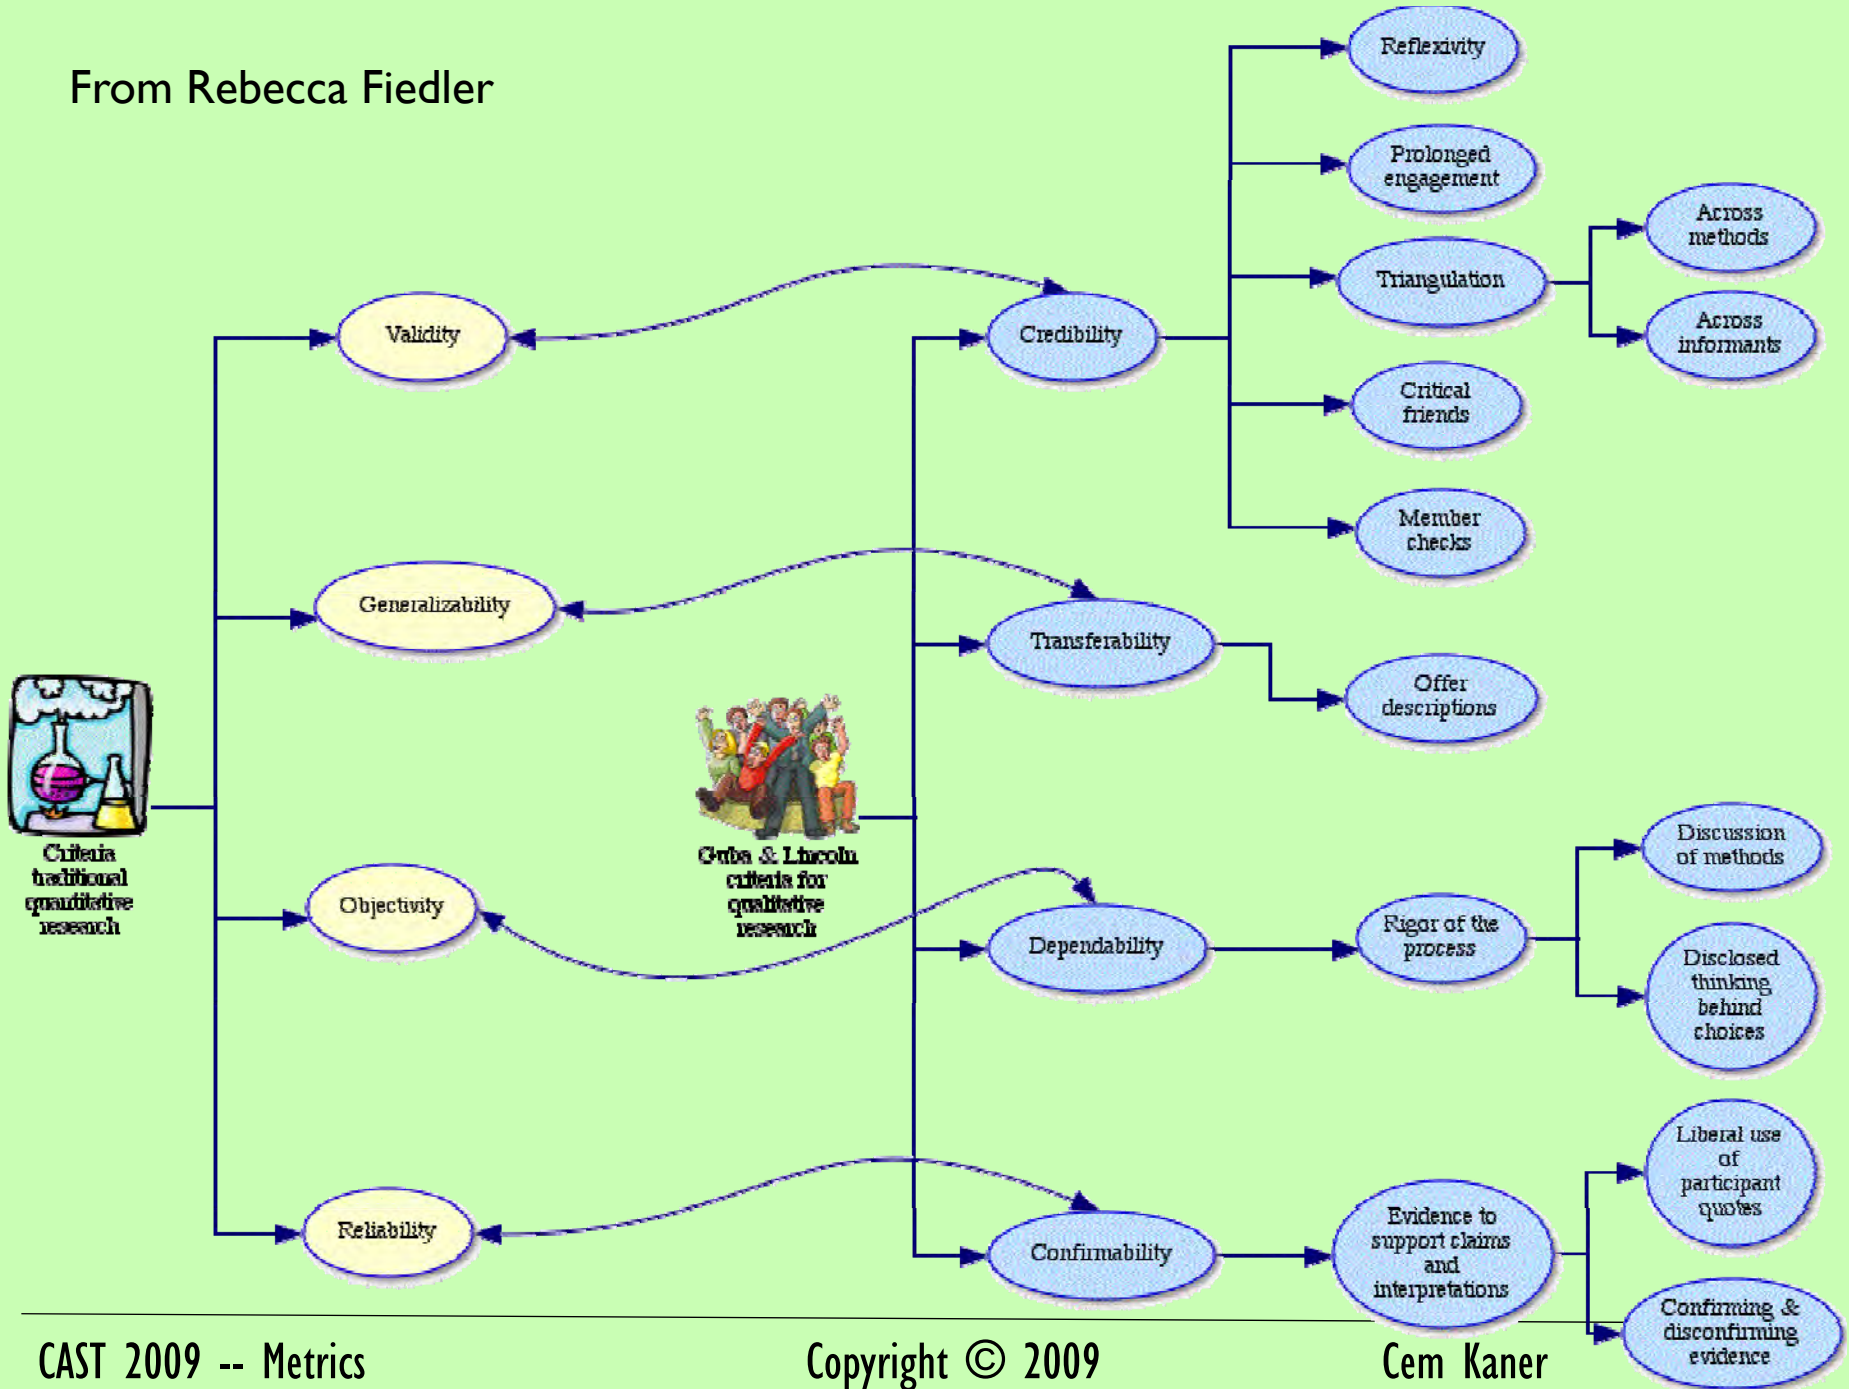 From Rebecca Fiedler
Reflexivity
Prolonged
engagement
Across
methods
Triangulation
Across
informants
Validity
Credibility
Critical
friends
Member
checks
Generalizability
Transferability
Offer
descriptions
Criteria
traditional
quantitative
research
Guba & Lincoln
criteria for
qualitative
research
Objectivity
Dependability
Rigor of the
process
Discussion
of methods
Disclosed
thinking
behind
choices
Reliability
Confirmability
Evidence to
support claims
and
interpretations
Liberal use
of
participant
quotes
Confirming &
disconfirming
evidence
CAST 2009 -- Metrics
Copyright © 2009
Cem Kaner